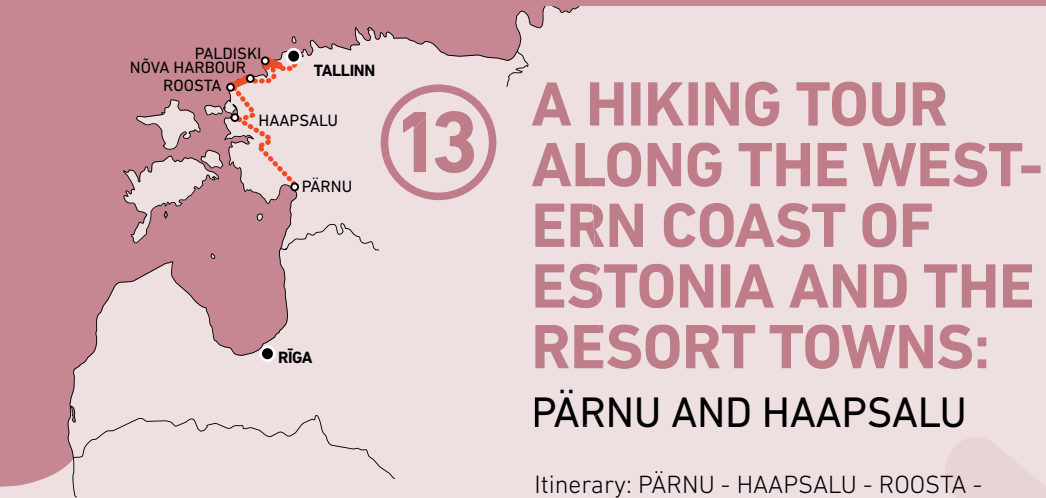 PALDISKI
NÕVA HARBOUR
ROOSTA
TALLINN
HAAPSALU
PÄRNU
RĪGA
13
A HIKING TOUR
ALONG THE WEST-
ERN COAST OF
ESTONIA AND THE
RESORT TOWNS:
PÄRNU AND HAAPSALU
Itinerary: PÄRNU - HAAPSALU - ROOSTA -